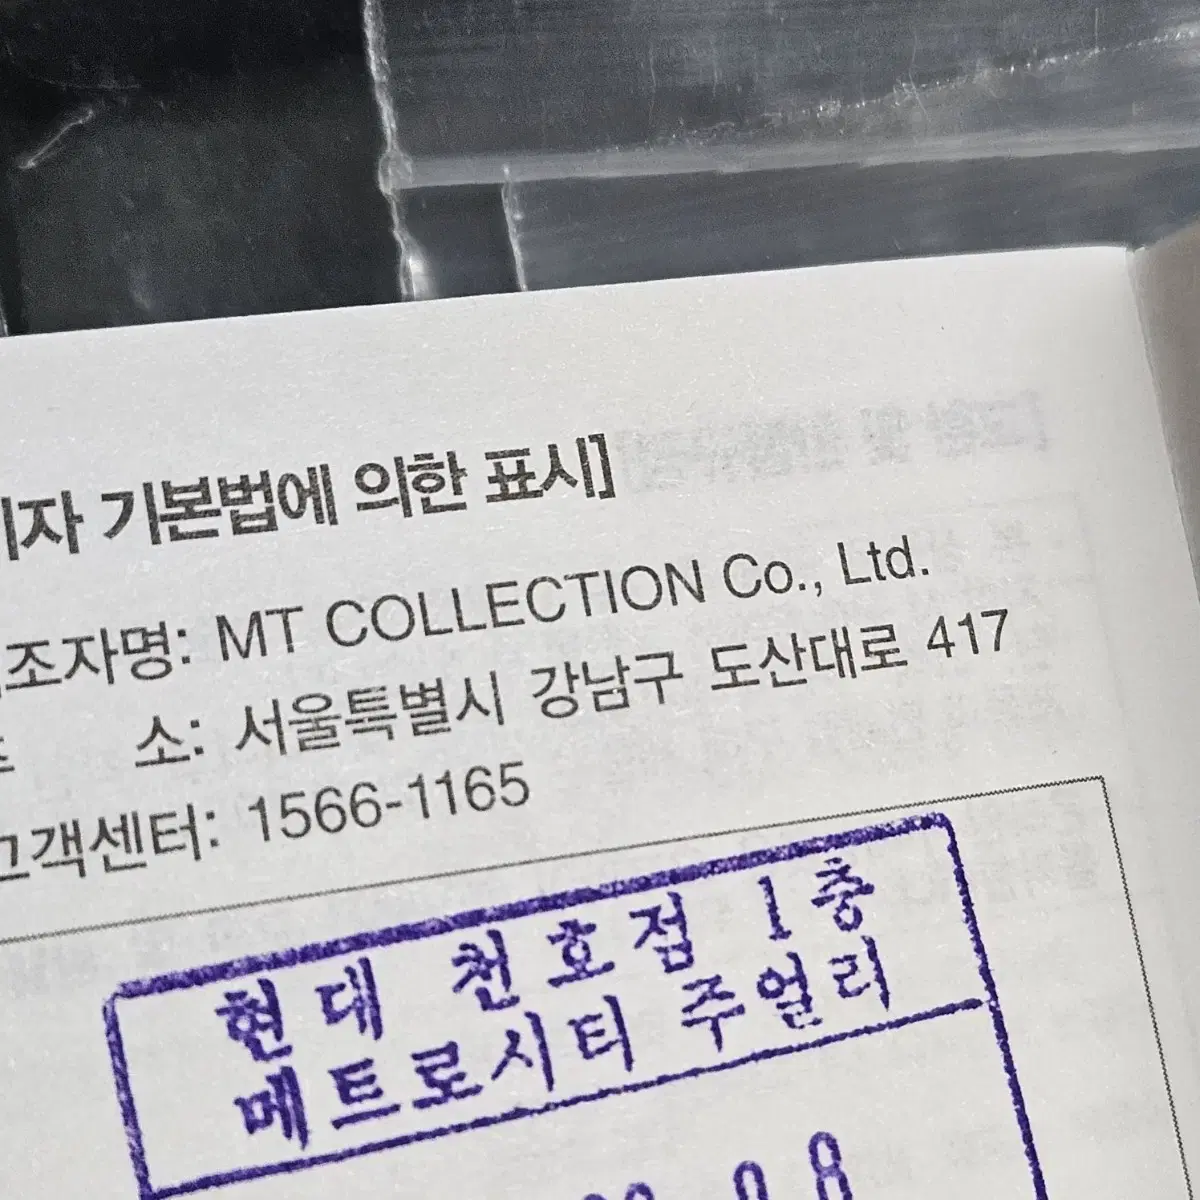 자 기본법에 의한 표시]
조자명: MT COLLECTION Co., Ltd.
소: 서울특별시 강남구 도산대로 417
고객센터: 1566-1165
현대 천호점 1층
메트로시티 주얼리